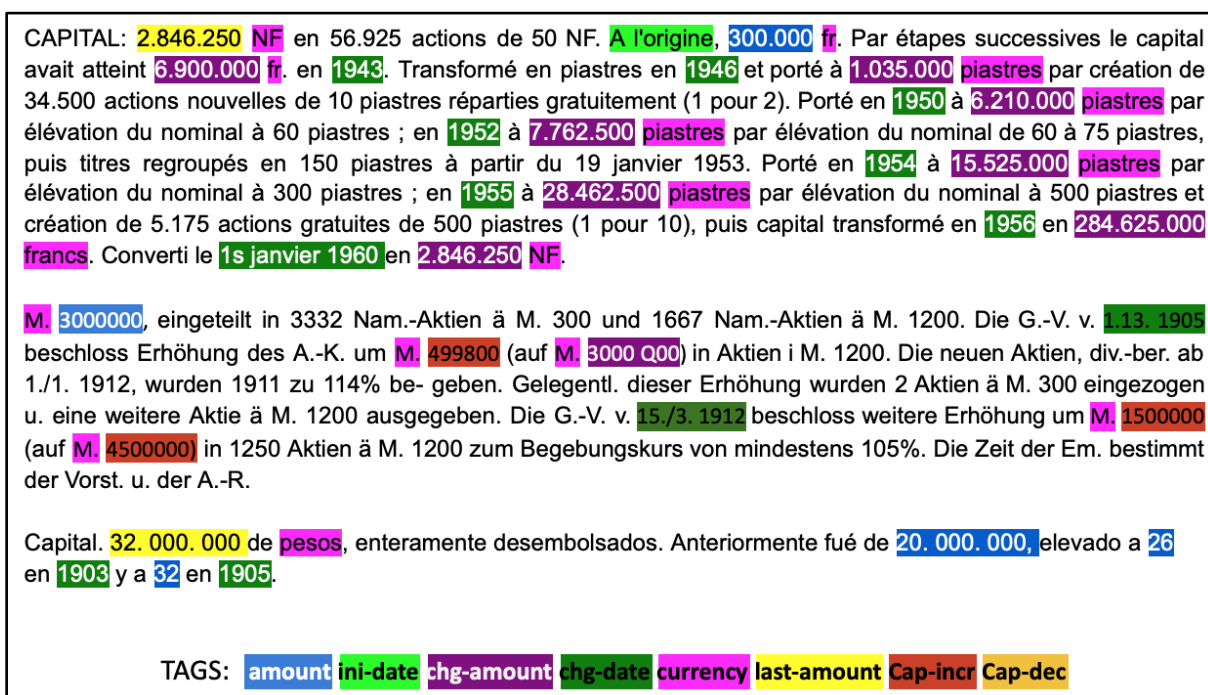 CAPITAL: 2.846.250 NF en 56.925 actions de 50 NF. A l'origine, 300.000 fr. Par étapes successives le capital
avait atteint 6.900.000 fr. en 1943. Transformé en piastres en 1946 et porté à 1.035.000 piastres par création de
34.500 actions nouvelles de 10 piastres réparties gratuitement (1 pour 2). Porté en 1950 à 6.210.000 piastres par
élévation du nominal à 60 piastres ; en 1952 à 7.762.500 piastres par élévation du nominal de 60 à 75 piastres,
puis titres regroupés en 150 piastres à partir du 19 janvier 1953. Porté en 1954 à 15.525.000 piastres par
élévation du nominal à 300 piastres ; en 1955 à 28.462.500 piastres par élévation du nominal à 500 piastres et
création de 5.175 actions gratuites de 500 piastres (1 pour 10), puis capital transformé en 1956 en 284.625.000
francs. Converti le 1s janvier 1960 en 2.846.250 NF.
M. 3000000, eingeteilt in 3332 Nam.-Aktien ä M. 300 und 1667 Nam.-Aktien ä M. 1200. Die G.-V. v. 1.13. 1905
beschloss Erhöhung des A.-K. um M. 499800 (auf M. 3000 Q00) in Aktien i M. 1200. Die neuen Aktien, div.-ber. ab
1./1. 1912, wurden 1911 zu 114% be- geben. Gelegentl. dieser Erhöhung wurden 2 Aktien ä M. 300 eingezogen
u. eine weitere Aktie ä M. 1200 ausgegeben. Die G.-V. v. 15./3. 1912 beschloss weitere Erhöhung um M. 1500000
(auf M. 4500000) in 1250 Aktien ä M. 1200 zum Begebungskurs von mindestens 105%. Die Zeit der Em. bestimmt
der Vorst. u. der A.-R.
Capital. 32. 000. 000 de pesos, enteramente desembolsados. Anteriormente fué de 20. 000. 000, elevado a 26
en 1903 y a 32 en 1905.
TAGS: amount ini-date chg-amount chg-date currency last-amount Cap-incr Cap-dec